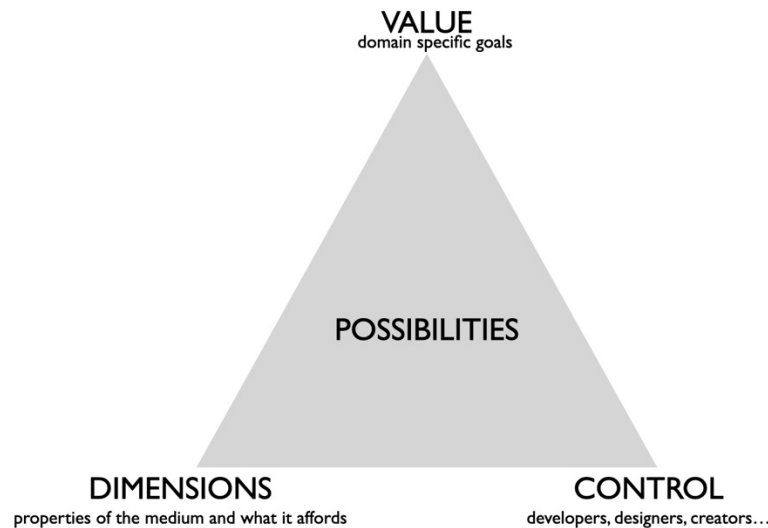 VALUE
domain specific goals
POSSIBILITIES
DIMENSIONS
properties of the medium and what it affords
CONTROL
developers, designers, creators…